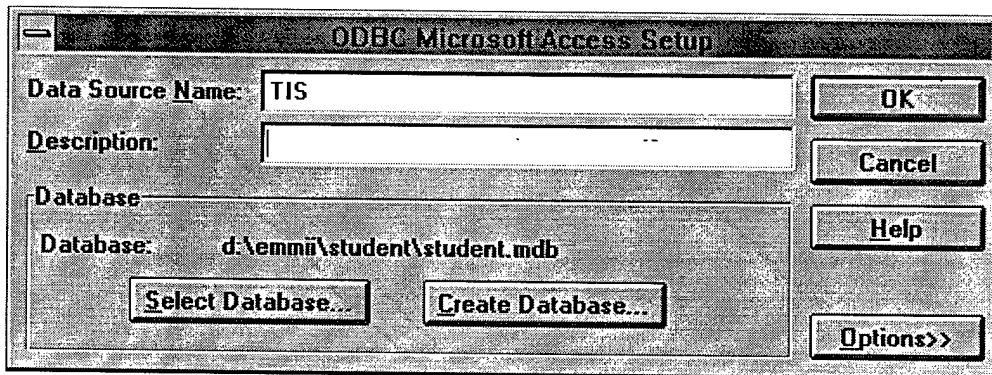 ODBC Microsoft Access Setup
Data Source Name: TIS
OK
Description:
Cancel
Database
Help
Database: d:\emmii\student\student.mdb
Select Database... Create Database...
Options>>